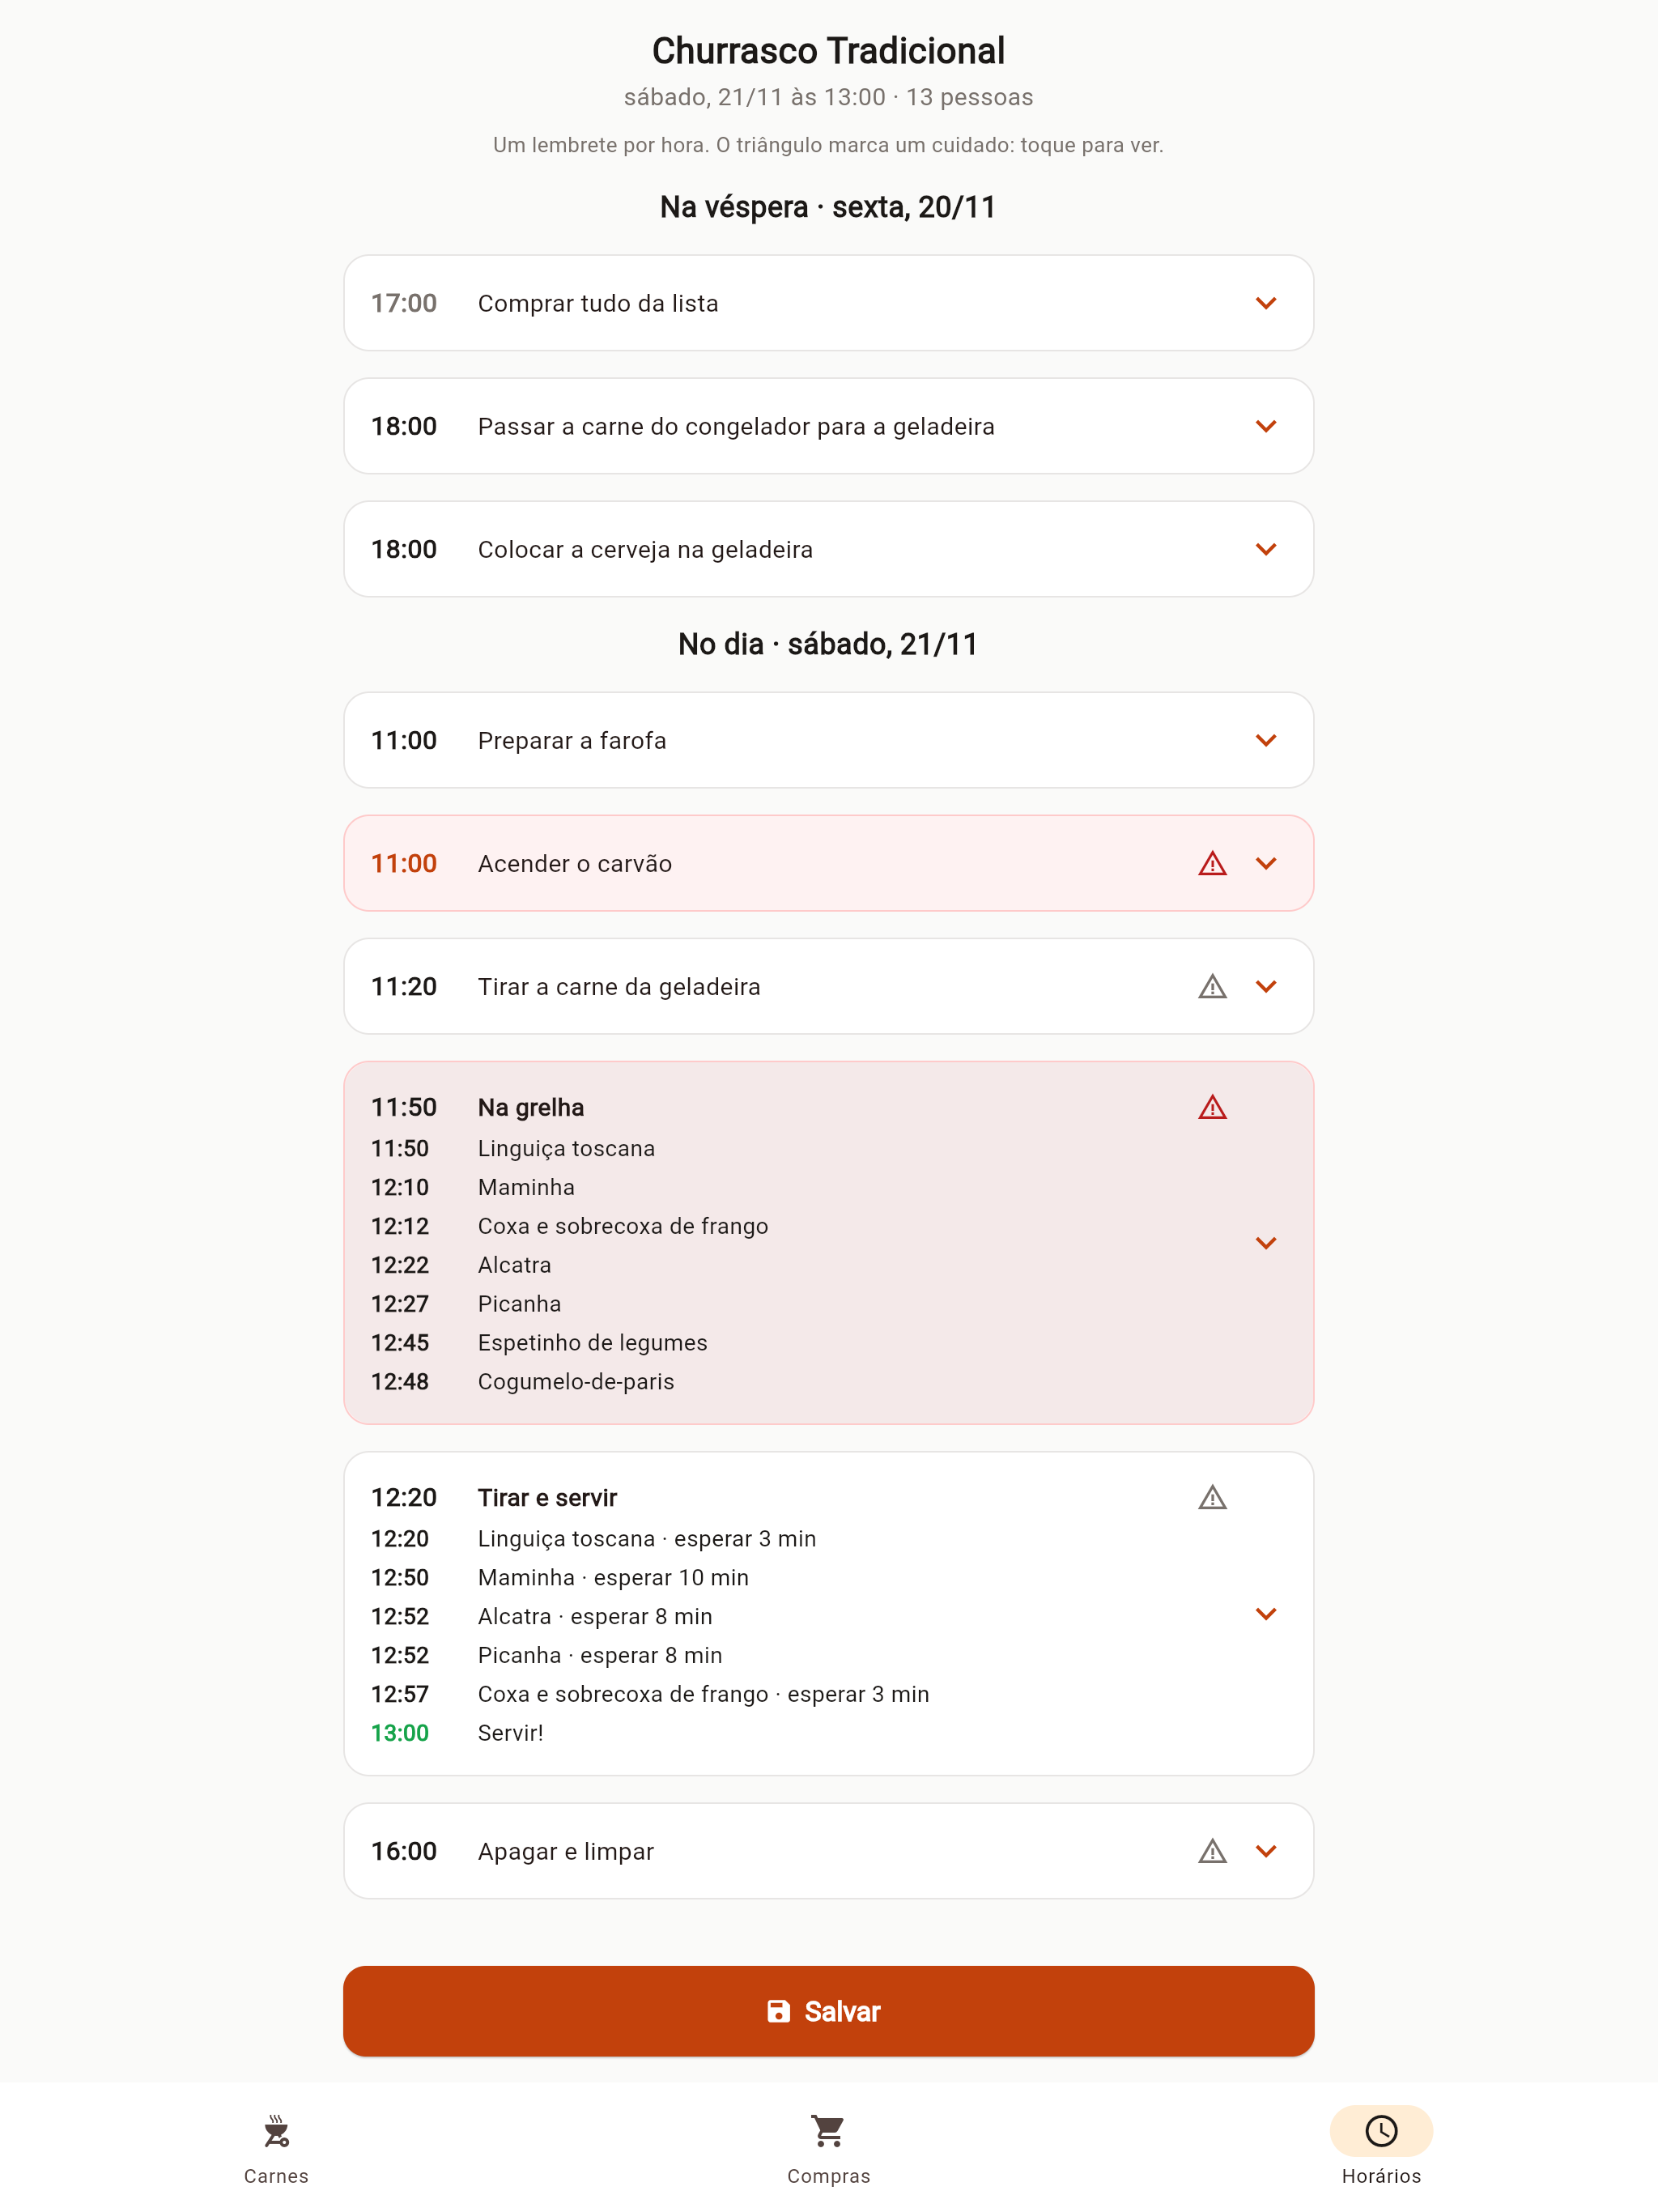 Churrasco Tradicional
sábado, 21/11 às 13:00 · 13 pessoas
Um lembrete por hora. O triângulo marca um cuidado: toque para ver.
Na véspera · sexta, 20/11
17:00 Comprar tudo da lista
18:00 Passar a carne do congelador para a geladeira
18:00 Colocar a cerveja na geladeira
No dia · sábado, 21/11
11:00 Preparar a farofa
11:00 Acender o carvão
11:20 Tirar a carne da geladeira
11:50 Na grelha
11:50 Linguiça toscana
12:10 Maminha
12:12 Coxa e sobrecoxa de frango
12:22 Alcatra
12:27 Picanha
12:45 Espetinho de legumes
12:48 Cogumelo-de-paris
12:20 Tirar e servir
12:20 Linguiça toscana · esperar 3 min
12:50 Maminha · esperar 10 min
12:52 Alcatra · esperar 8 min
12:52 Picanha · esperar 8 min
12:57 Coxa e sobrecoxa de frango · esperar 3 min
13:00 Servir!
16:00 Apagar e limpar
Salvar
Carnes Compras Horários